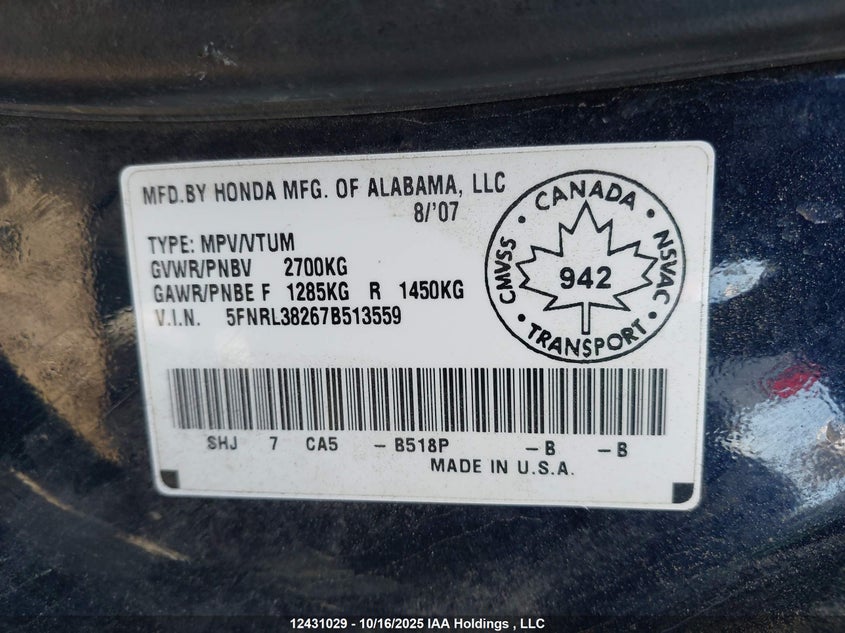 MFD.BY HONDA MFG. OF ALABAMA, LLC
8/'07
TYPE: MPV/VTUM
GVWR/PNBV 2700KG
GAWR/PNBE F 1285KG R 1450KG
V.I.N. 5FNRL38267B513559
CANADA
CMVSS
NSVAC
942
TRANSPORT
SHJ 7 CA5 - B518P - B - B
MADE IN U.S.A.
12431029 - 10/16/2025 IAA Holdings , LLC